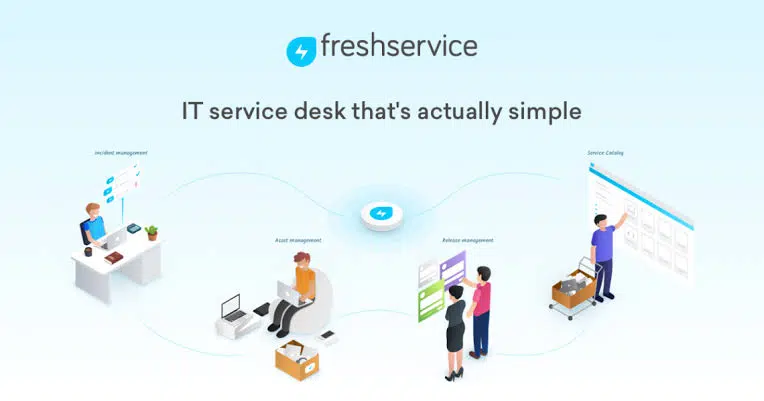 freshservice
IT service desk that's actually simple
incident management
Service Catalog
Asset management
Release management